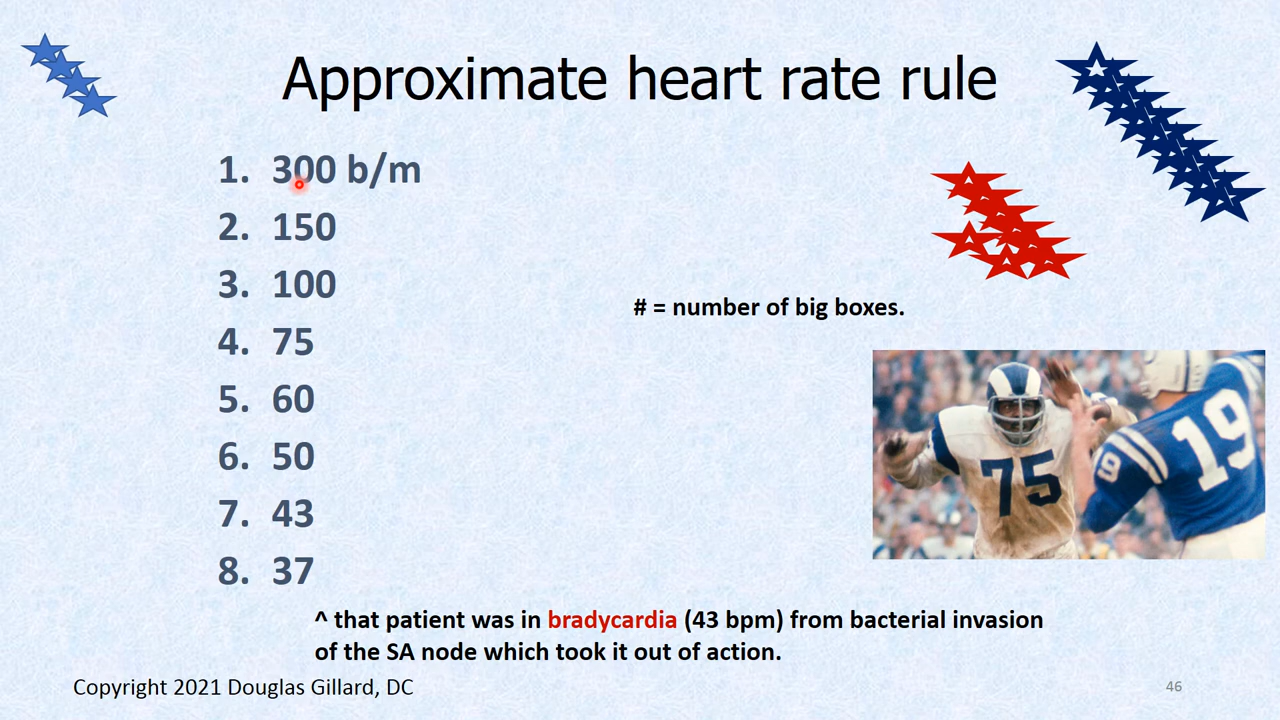 Approximate heart rate rule
1. 300 b/m
2. 150
3. 100
4. 75
5. 60
6. 50
7. 43
8. 37
# = number of big boxes.
75
19
19
^ that patient was in bradycardia (43 bpm) from bacterial invasion
of the SA node which took it out of action.
Copyright 2021 Douglas Gillard, DC
46